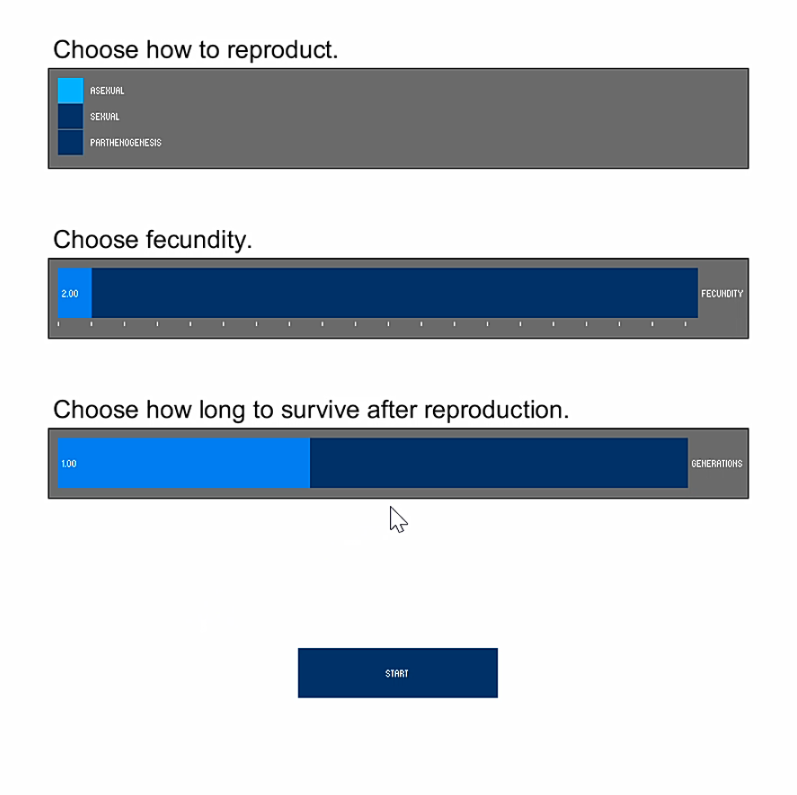 Choose how to reproduct.
ASEXUAL
SEXUAL
PARTHENOGENESIS
Choose fecundity.
2.00 FECUNDITY
Choose how long to survive after reproduction.
1.00 GENERATIONS
START